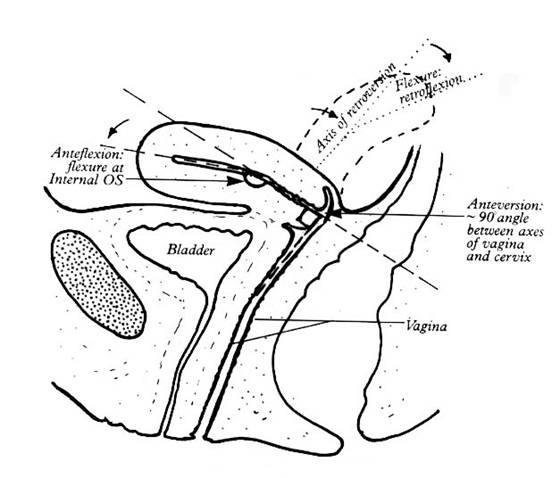 Axis of retroversion
Flexure:
retroflexion
Anteflexion:
flexure at
Internal OS
Anteversion:
~ 90 angle
between axes
of vagina
and cervix
Bladder
Vagina